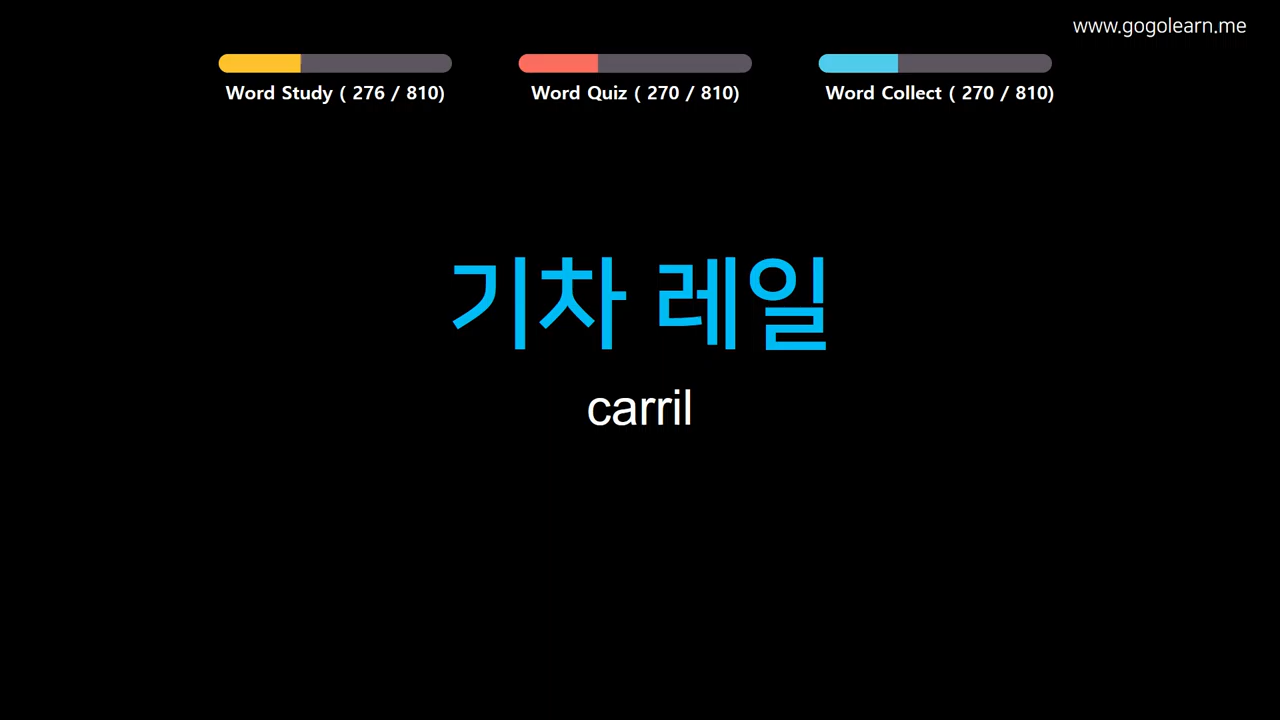 www.gogolearn.me
Word Study ( 276 / 810)
Word Quiz ( 270 / 810)
Word Collect ( 270 / 810)
기차 레일
carril